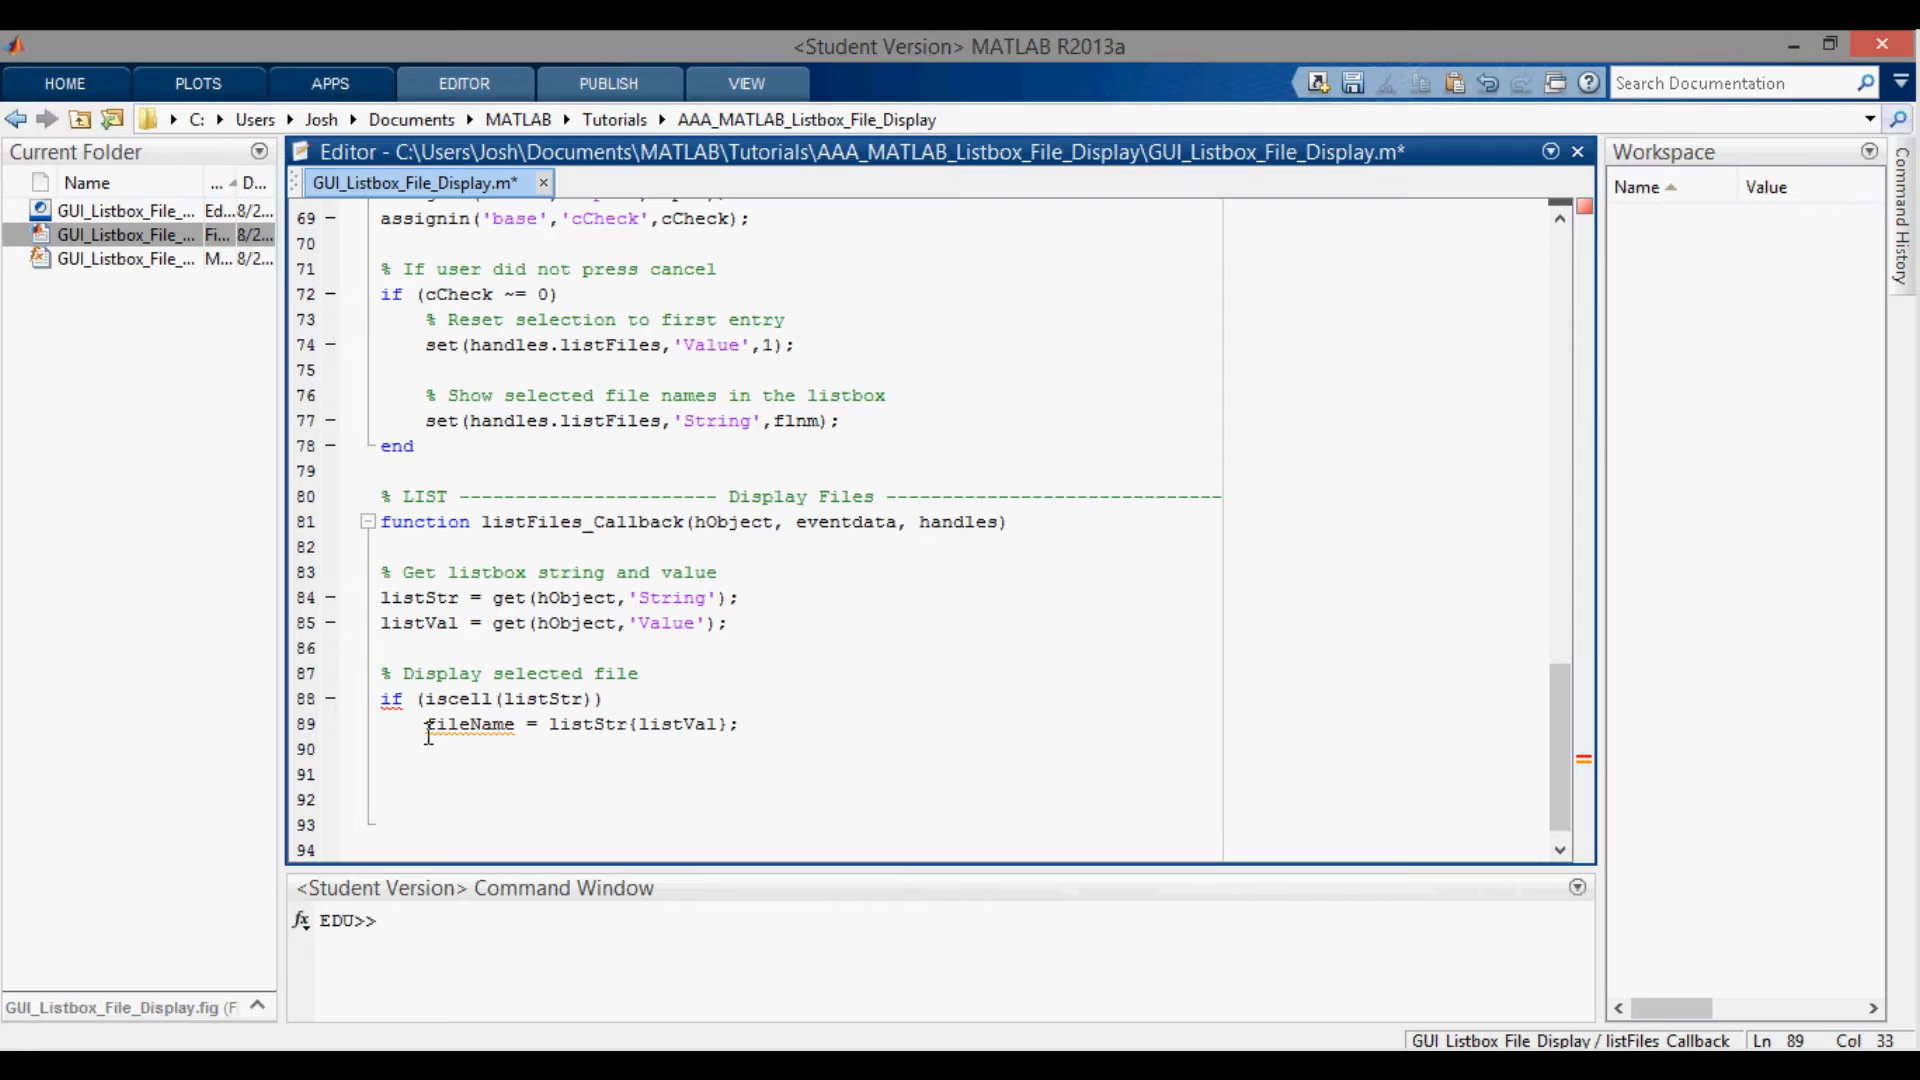 <Student Version> MATLAB R2013a
HOME PLOTS APPS EDITOR PUBLISH VIEW Search Documentation
C: Users Josh Documents MATLAB Tutorials AAA_MATLAB_Listbox_File_Display
Current Folder
Name ... D...
GUI_Listbox_File_... Ed... 8/2...
GUI_Listbox_File_... Fi... 8/2...
GUI_Listbox_File_... M... 8/2...
GUI_Listbox_File_Display.fig (F
Editor - C:\Users\Josh\Documents\MATLAB\Tutorials\AAA_MATLAB_Listbox_File_Display\GUI_Listbox_File_Display.m*
GUI_Listbox_File_Display.m*
69 assignin('base','cCheck',cCheck);
70
71 % If user did not press cancel
72 if (cCheck ~= 0)
73 % Reset selection to first entry
74 set(handles.listFiles,'Value',1);
75
76 % Show selected file names in the listbox
77 set(handles.listFiles,'String',flnm);
78 end
79
80 % LIST ----------------------- Display Files ------------------------------
81 function listFiles_Callback(hObject, eventdata, handles)
82
83 % Get listbox string and value
84 listStr = get(hObject,'String');
85 listVal = get(hObject,'Value');
86
87 % Display selected file
88 if (iscell(listStr))
89 fileName = listStr{listVal};
90
91
92
93
94
<Student Version> Command Window
fx EDU>>
Workspace
Name Value
Command History
GUI_Listbox_File_Display / listFiles_Callback Ln 89 Col 33